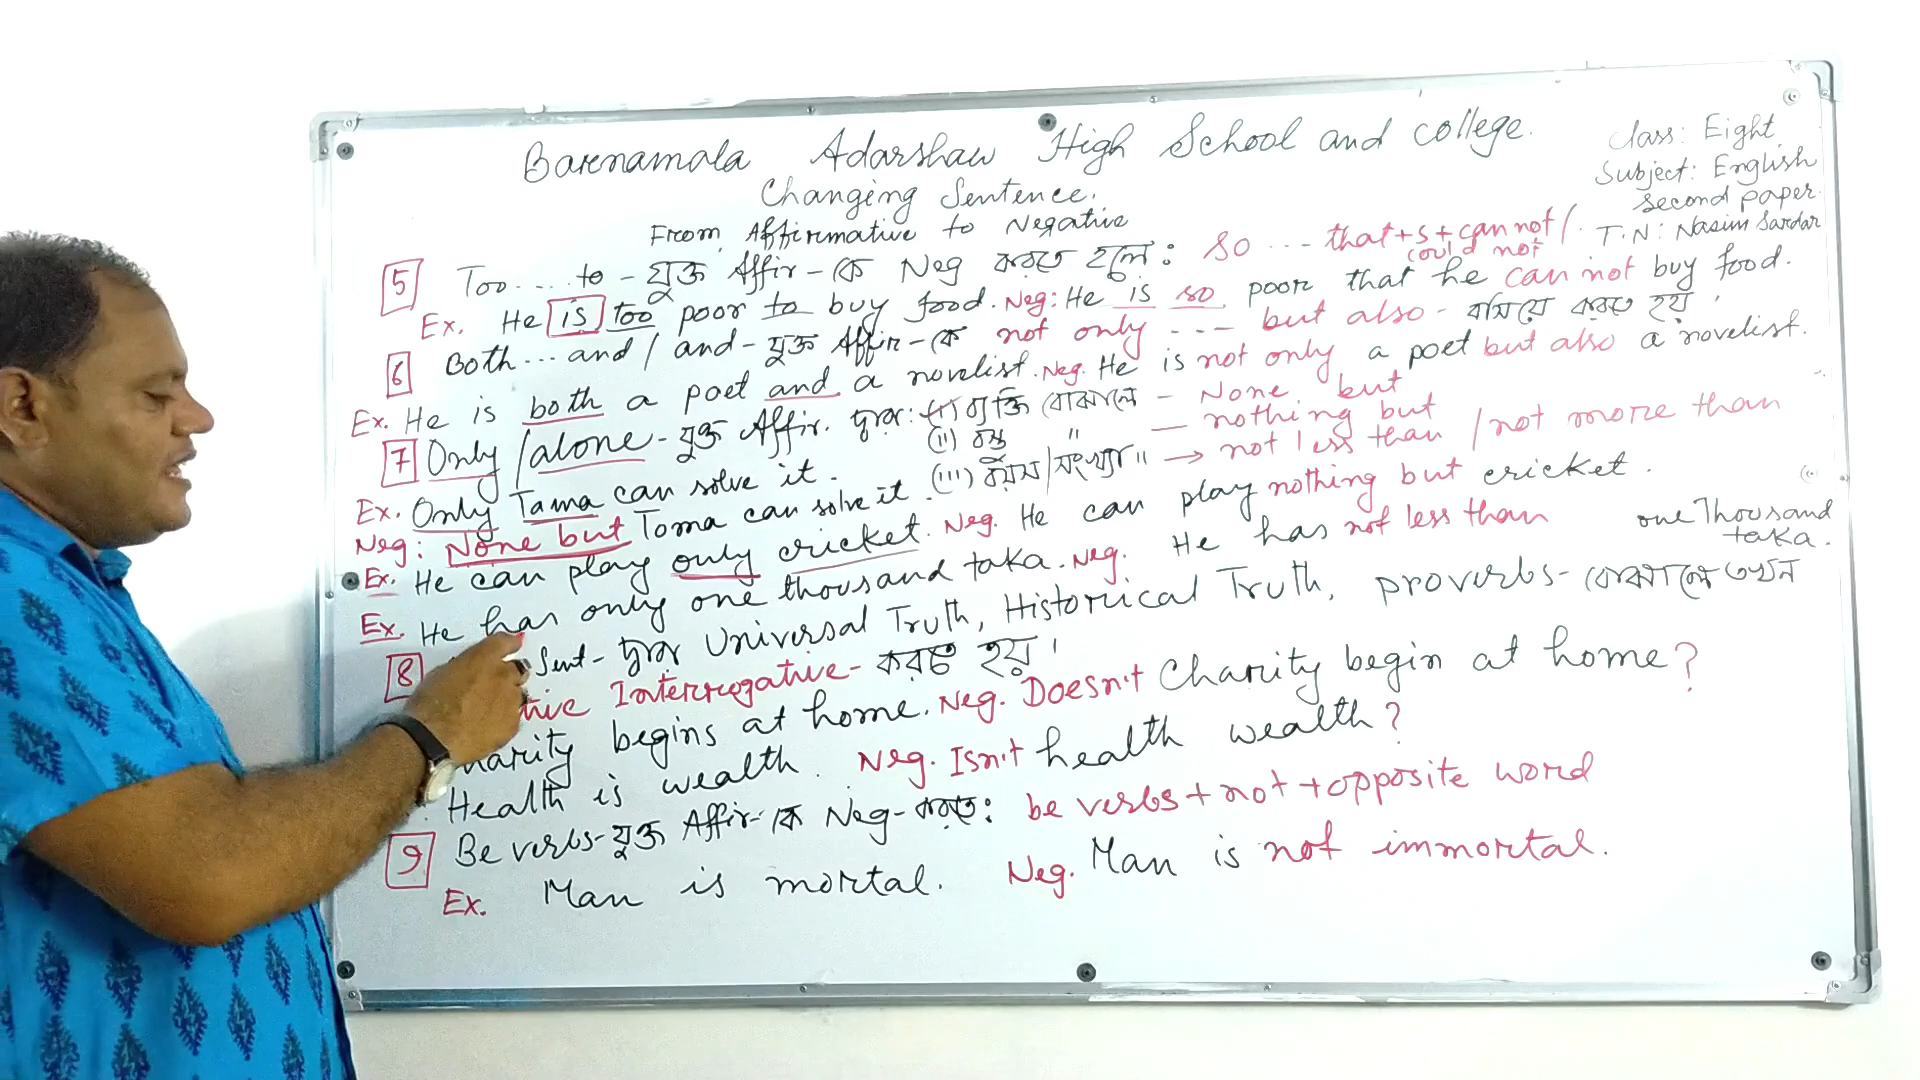 Barnamala Adarshaw High School and college.
Class: Eight
Subject: English
second paper.
T.N: Nasim Sardar
Changing Sentence.
From Affirmative to Negative
5 Too....to - যুক্ত Affir - কে Neg করতে হলে: so ... that+s+can not/
could not
Ex. He is too poor to buy food. Neg: He is so poor that he can not buy food.
6 Both...and/and - যুক্ত Affir - কে not only ---- but also - বসিয়ে করতে হয়।
Ex. He is both a poet and a novelist. Neg. He is not only a poet but also a novelist.
7 Only/alone - যুক্ত Affir. দ্বারা: (i) ব্যক্তি বোঝালে - None but
(ii) বস্তু " - nothing but
(iii) বয়স/সংখ্যা " → not less than / not more than
Ex. Only Tama can solve it.
Neg: None but Toma can solve it.
Ex. He can play only cricket. Neg. He can play nothing but cricket.
Ex. He has only one thousand taka. Neg. He has not less than one Thousand
taka.
8 Sent - দ্বারা Universal Truth, Historical Truth, proverbs - বোঝালে তখন
tive Interrogative - করতে হয়।
harity begins at home. Neg. Doesn't Charity begin at home?
Health is wealth. Neg. Isn't health wealth?
9 Be verbs - যুক্ত Affir - কে Neg - করতে: be verbs + not + opposite word
Ex. Man is mortal. Neg. Man is not immortal.